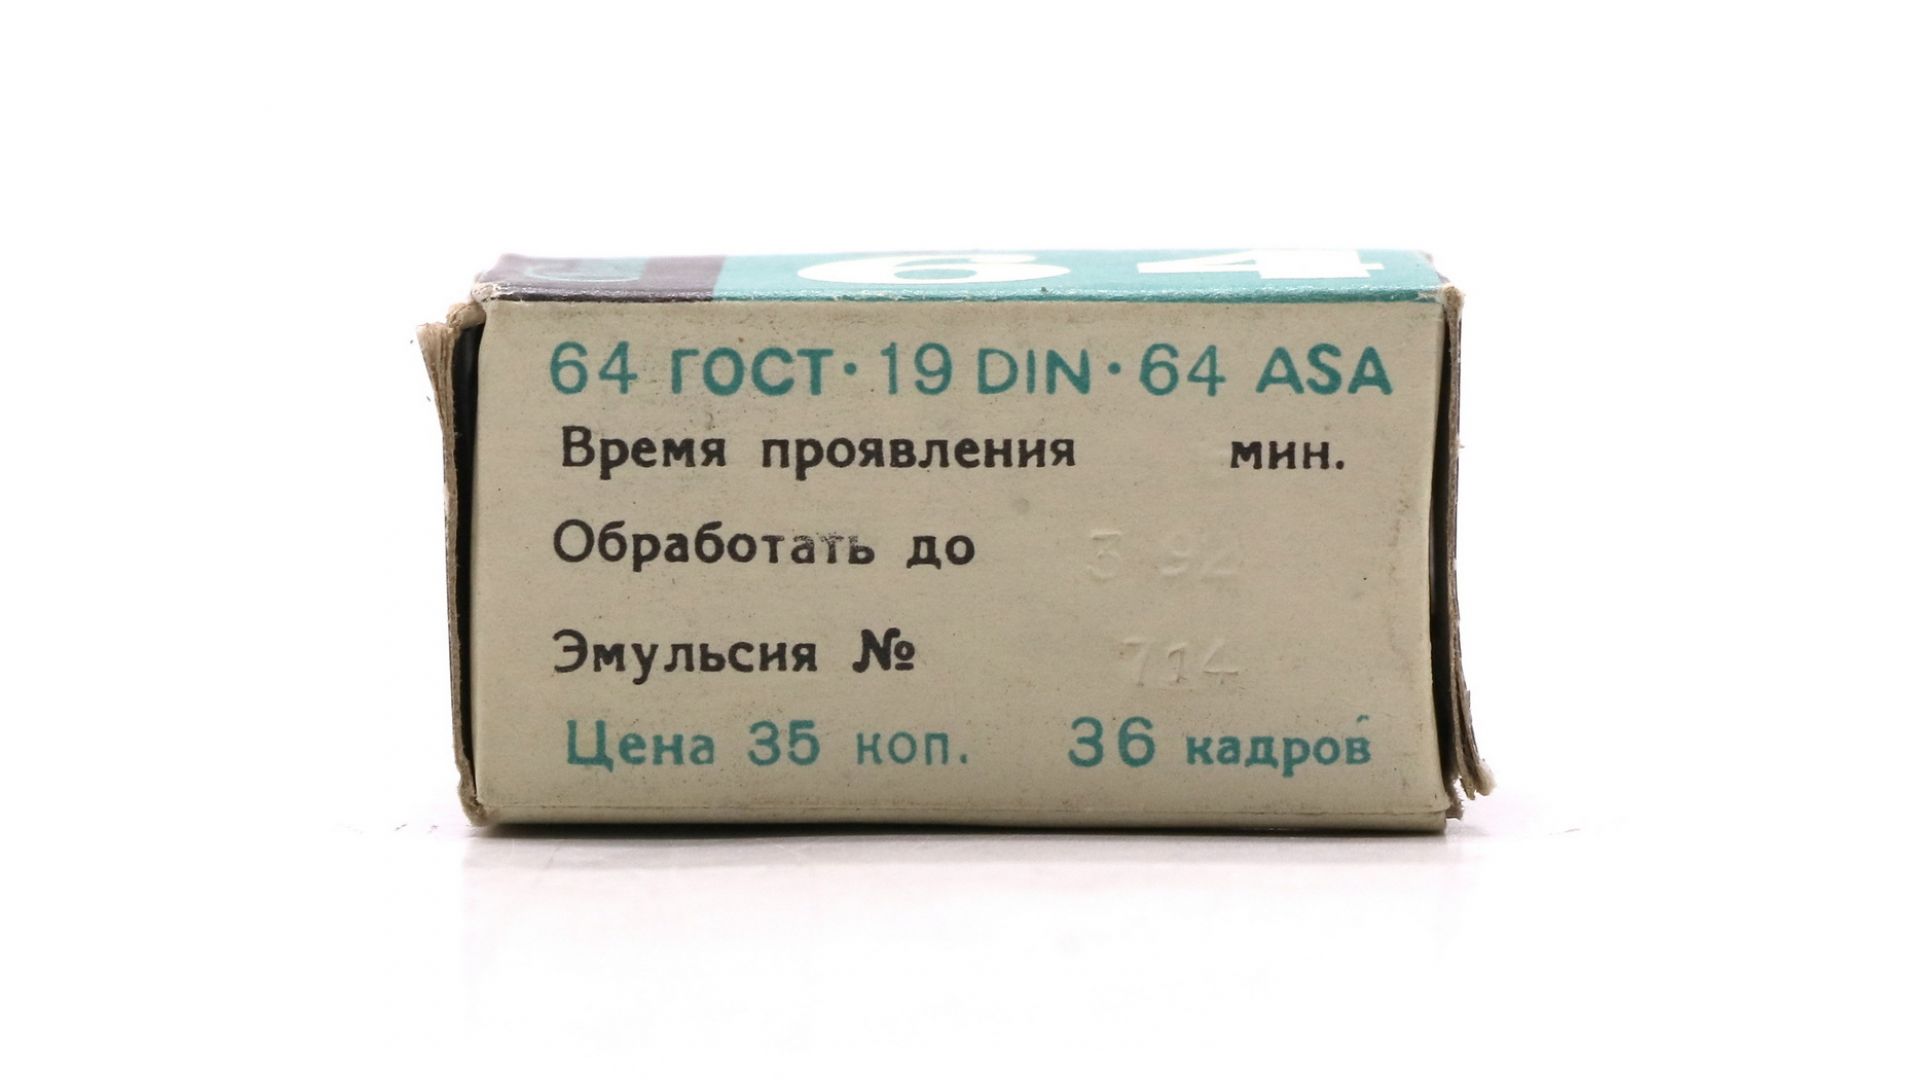 64
64 ГОСТ · 19 DIN · 64 ASA
Время проявления мин.
Обработать до 3 92
Эмульсия № 714
Цена 35 коп. 36 кадров